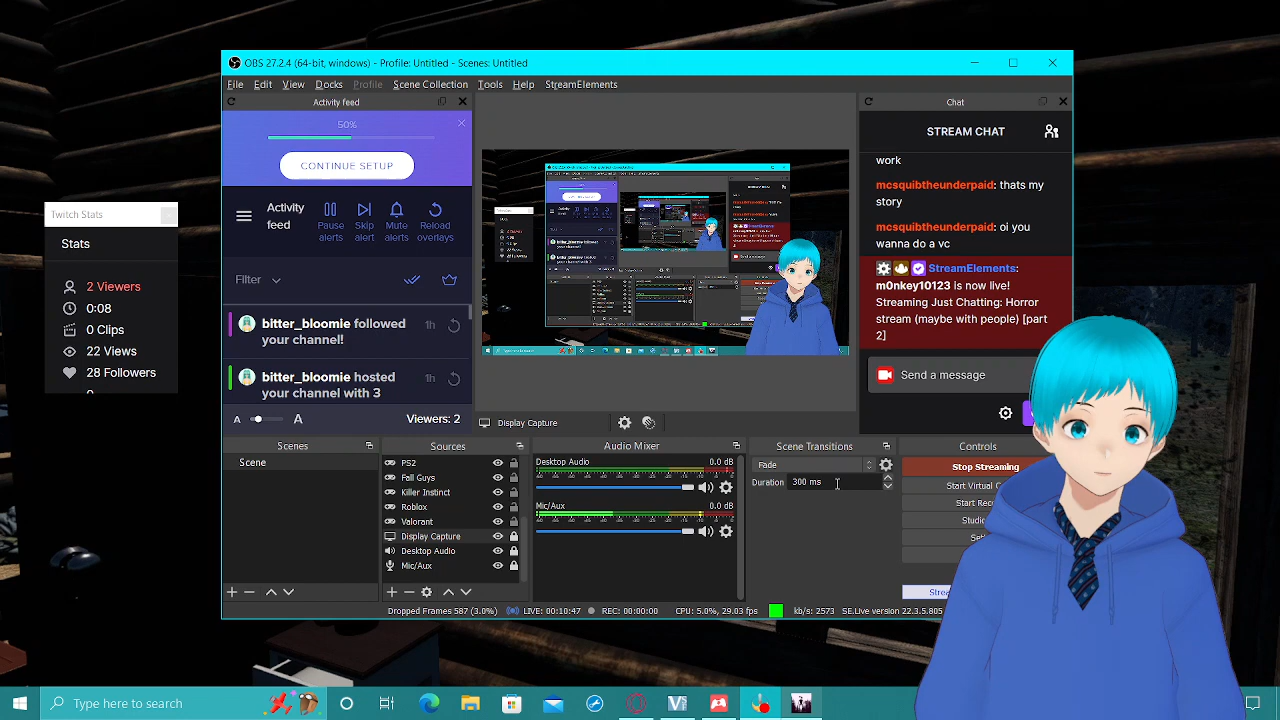 OBS 27.2.4 (64-bit, windows) - Profile: Untitled - Scenes: Untitled
File Edit View Docks Profile Scene Collection Tools Help StreamElements
Activity feed
50%
CONTINUE SETUP
Activity
feed
Pause
alerts
Skip
alert
Mute
alerts
Reload
overlays
Filter
bitter_bloomie followed
your channel!
1h
bitter_bloomie hosted
your channel with 3
1h
A A Viewers: 2
Twitch Stats
Stats
2 Viewers
0:08
0 Clips
22 Views
28 Followers
Chat
STREAM CHAT
work
mcsquibtheunderpaid: thats my
story
mcsquibtheunderpaid: oi you
wanna do a vc
StreamElements:
m0nkey10123 is now live!
Streaming Just Chatting: Horror
stream (maybe with people) [part
2]
Send a message
Display Capture
Scenes
Scene
Sources
PS2
Fall Guys
Killer Instinct
Roblox
Valorant
Display Capture
Desktop Audio
Mic/Aux
Audio Mixer
Desktop Audio 0.0 dB
Mic/Aux 0.0 dB
Scene Transitions
Fade
Duration 300 ms
Controls
Stop Streaming
Start Virtual C
Start Rec
Studi
Se
Strea
Dropped Frames 587 (3.0%) LIVE: 00:10:47 REC: 00:00:00 CPU: 5.0%, 29.03 fps kb/s: 2573 SE.Live version 22.3.5.805
Type here to search